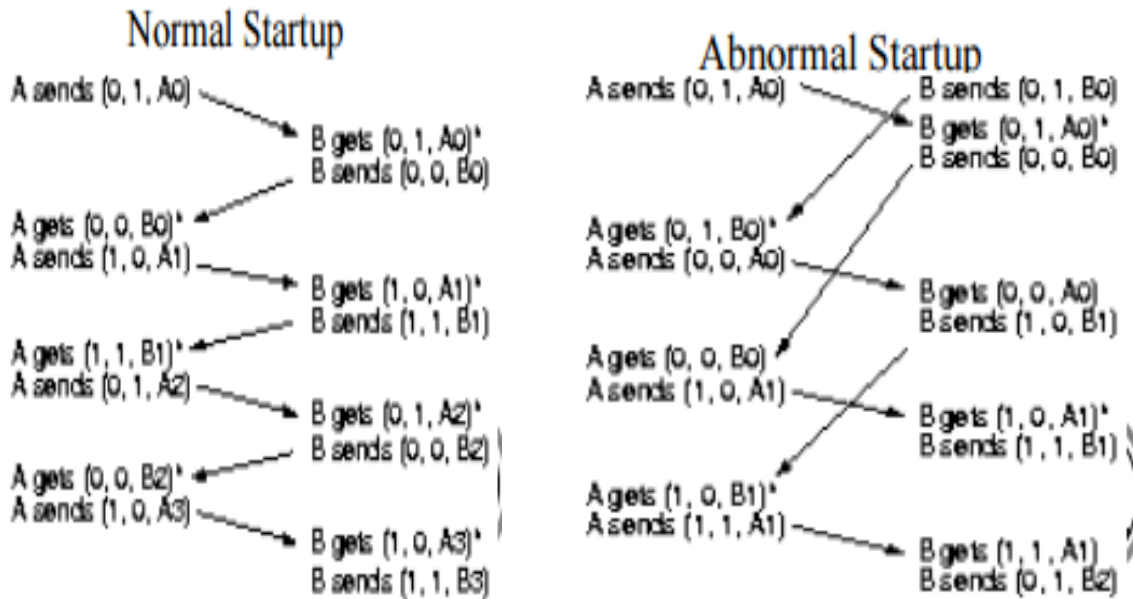 Normal Startup
A sends (0, 1, A0)
B gets (0, 1, A0)*
B sends (0, 0, B0)
A gets (0, 0, B0)*
A sends (1, 0, A1)
B gets (1, 0, A1)*
B sends (1, 1, B1)
A gets (1, 1, B1)*
A sends (0, 1, A2)
B gets (0, 1, A2)*
B sends (0, 0, B2)
A gets (0, 0, B2)*
A sends (1, 0, A3)
B gets (1, 0, A3)*
B sends (1, 1, B3)
Abnormal Startup
A sends (0, 1, A0)
B sends (0, 1, B0)
B gets (0, 1, A0)*
B sends (0, 0, B0)
A gets (0, 1, B0)*
A sends (0, 0, A0)
B gets (0, 0, A0)
B sends (1, 0, B1)
A gets (0, 0, B0)
A sends (1, 0, A1)
B gets (1, 0, A1)*
B sends (1, 1, B1)
A gets (1, 0, B1)*
A sends (1, 1, A1)
B gets (1, 1, A1)
B sends (0, 1, B2)